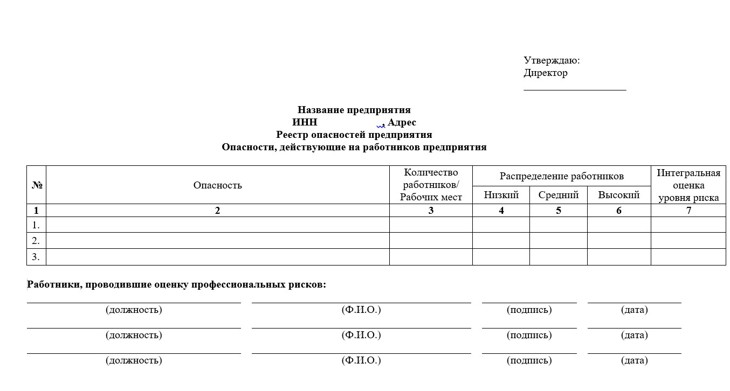 Утверждаю:
Директор
Название предприятия
ИНН , Адрес
Реестр опасностей предприятия
Опасности, действующие на работников предприятия
№ Опасность Количество работников/ Рабочих мест Распределение работников Интегральная оценка уровня риска
Низкий Средний Высокий
1 2 3 4 5 6 7
1.
2.
3.
Работники, проводившие оценку профессиональных рисков:
(должность) (Ф.И.О.) (подпись) (дата)
(должность) (Ф.И.О.) (подпись) (дата)
(должность) (Ф.И.О.) (подпись) (дата)